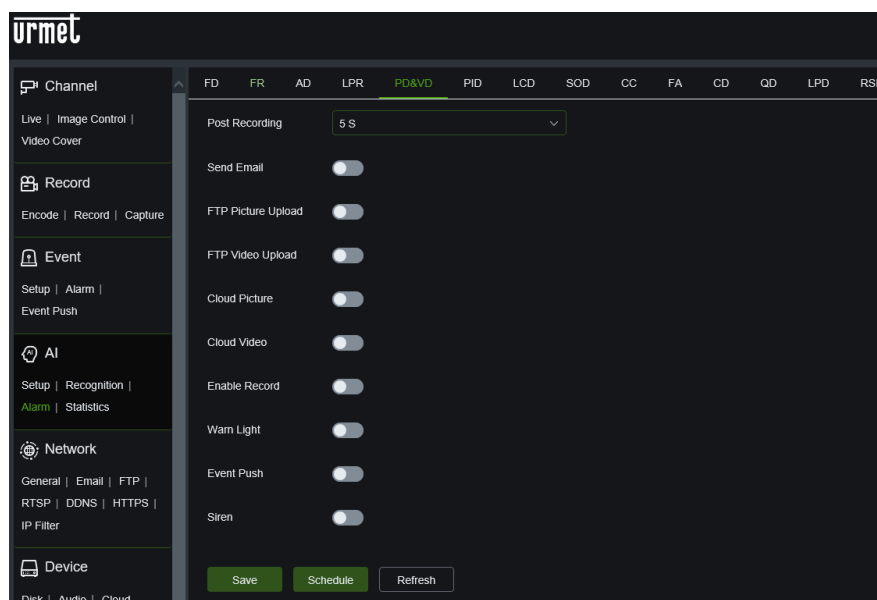 urmet
Channel
Live | Image Control |
Video Cover
Record
Encode | Record | Capture
Event
Setup | Alarm |
Event Push
AI
Setup | Recognition |
Alarm | Statistics
Network
General | Email | FTP |
RTSP | DDNS | HTTPS |
IP Filter
Device
Disk | Audio | Cloud
FD FR AD LPR PD&VD PID LCD SOD CC FA CD QD LPD
Post Recording 5 S
Send Email
FTP Picture Upload
FTP Video Upload
Cloud Picture
Cloud Video
Enable Record
Warn Light
Event Push
Siren
Save Schedule Refresh